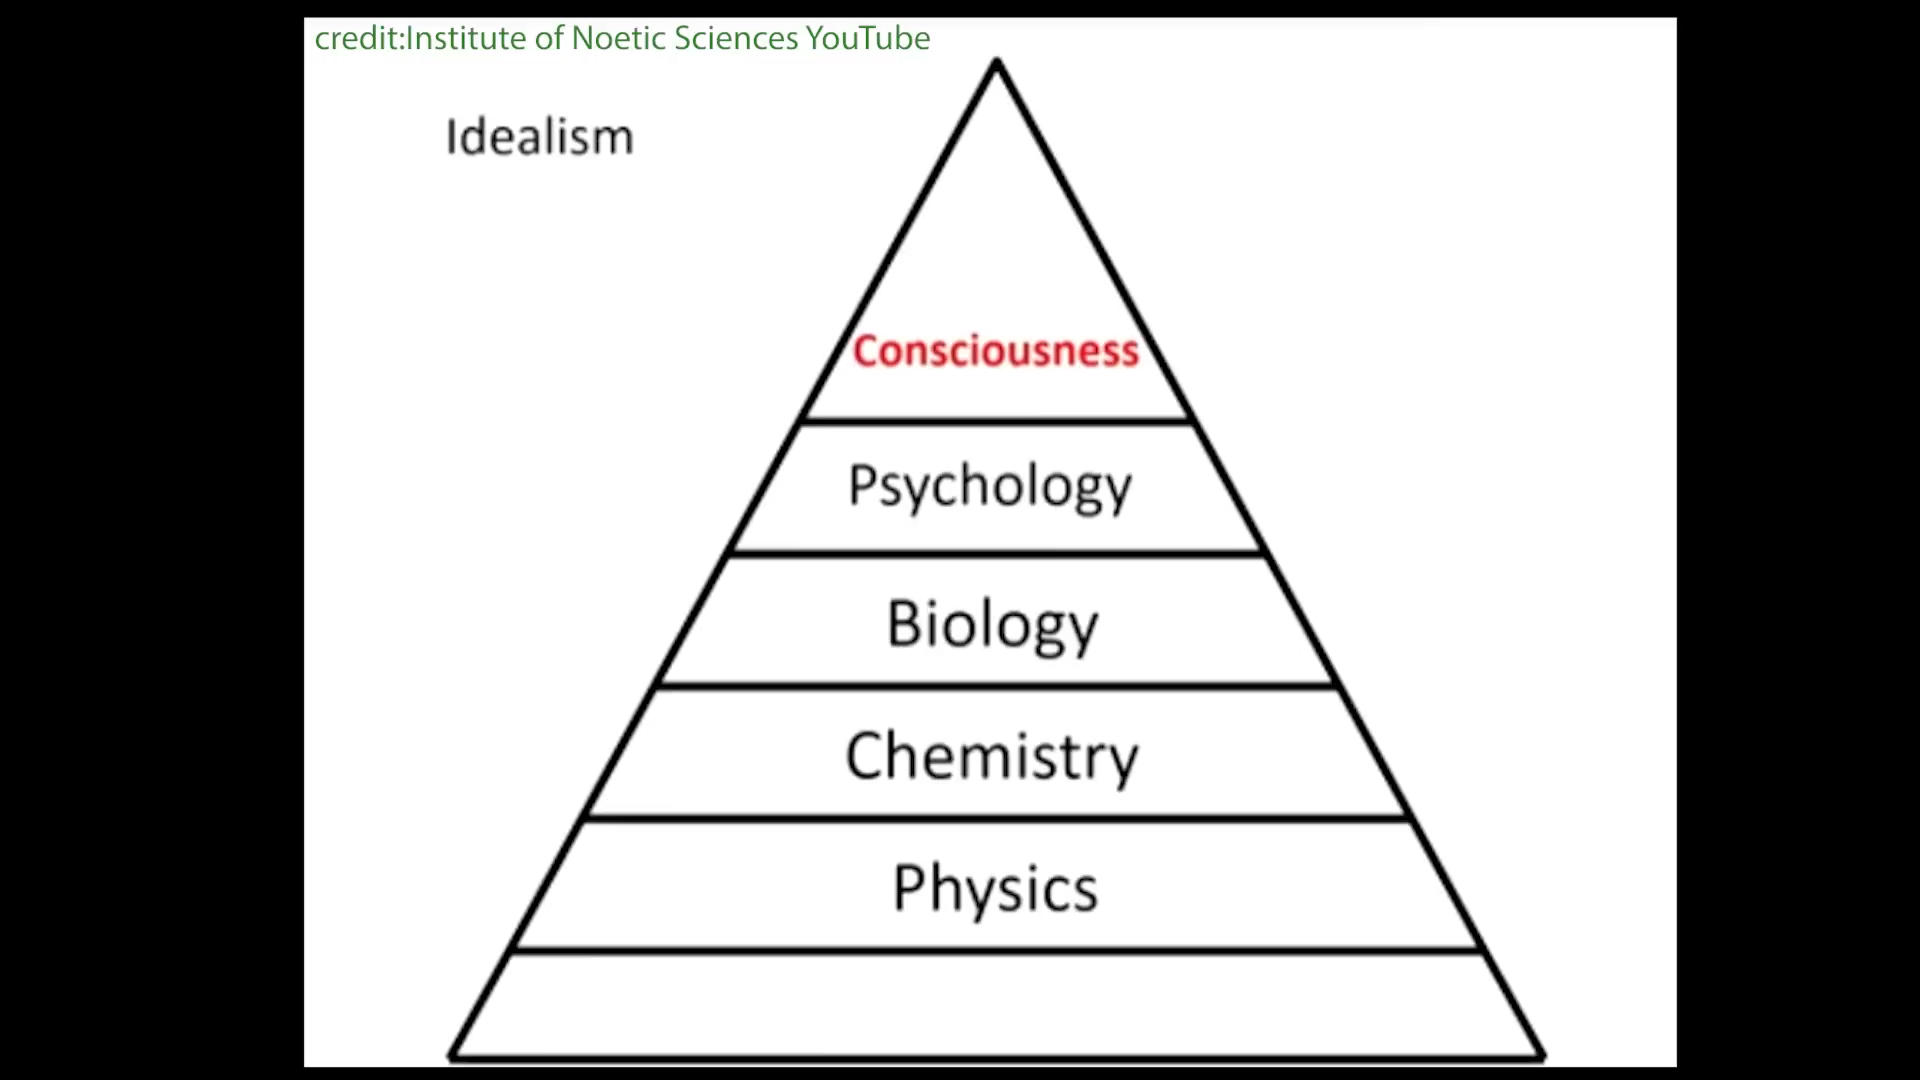 credit:Institute of Noetic Sciences YouTube
Idealism
Consciousness
Psychology
Biology
Chemistry
Physics